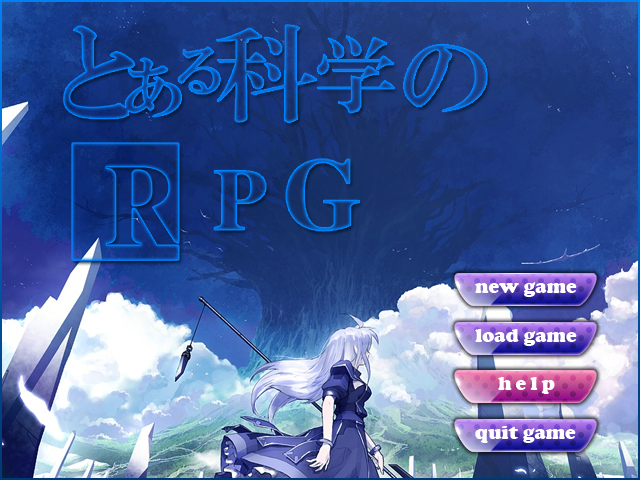 とある科学の
RPG
new game
load game
help
quit game